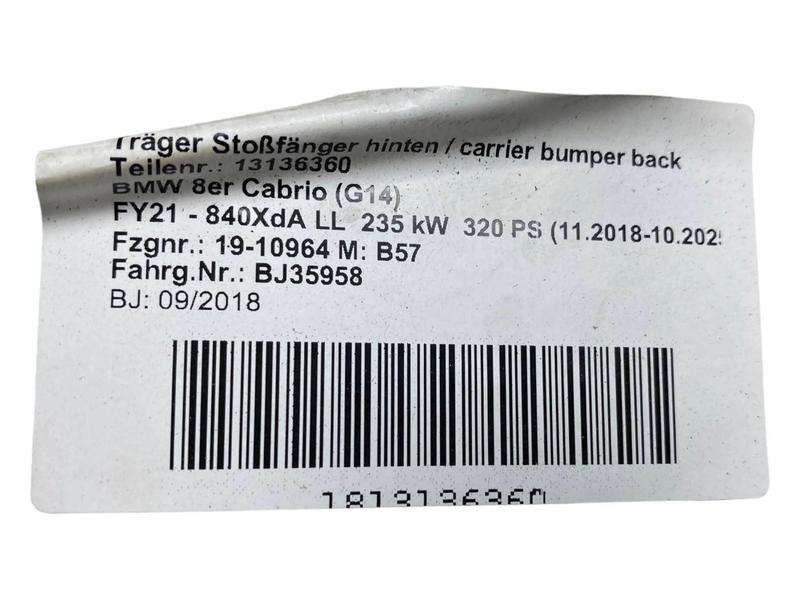 Träger Stoßfänger hinten / carrier bumper back
Teilenr.: 13136360
BMW 8er Cabrio (G14)
FY21 - 840XdA LL 235 kW 320 PS (11.2018-10.2025
Fzgnr.: 19-10964 M: B57
Fahrg.Nr.: BJ35958
BJ: 09/2018
1813136360